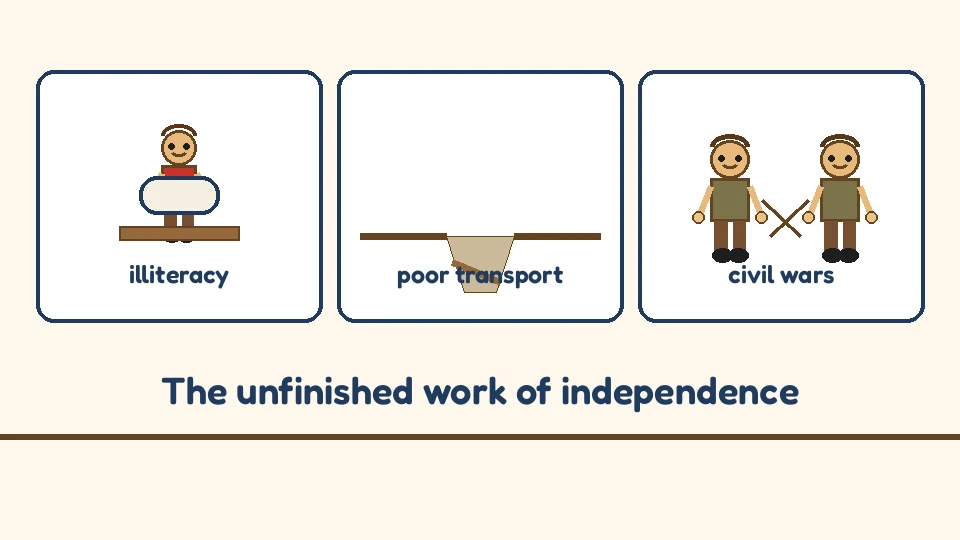 illiteracy
poor transport
civil wars
The unfinished work of independence